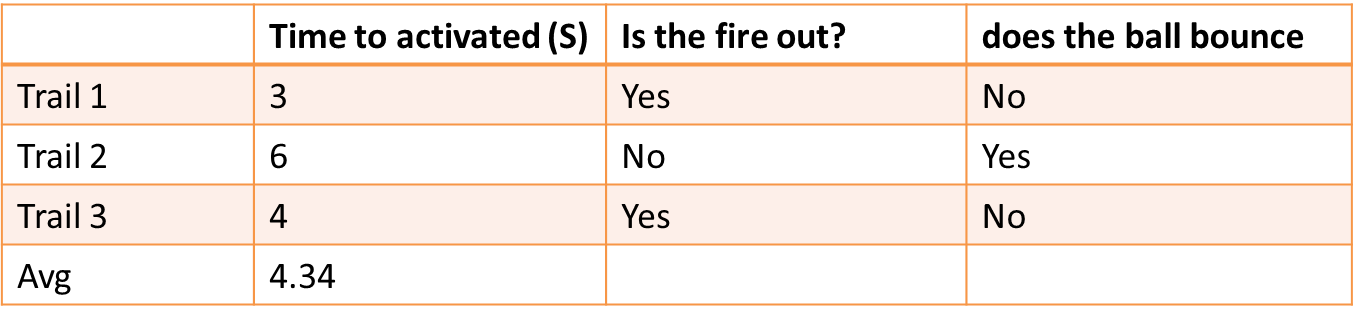 Time to activated (S) Is the fire out? does the ball bounce
Trail 1 3 Yes No
Trail 2 6 No Yes
Trail 3 4 Yes No
Avg 4.34